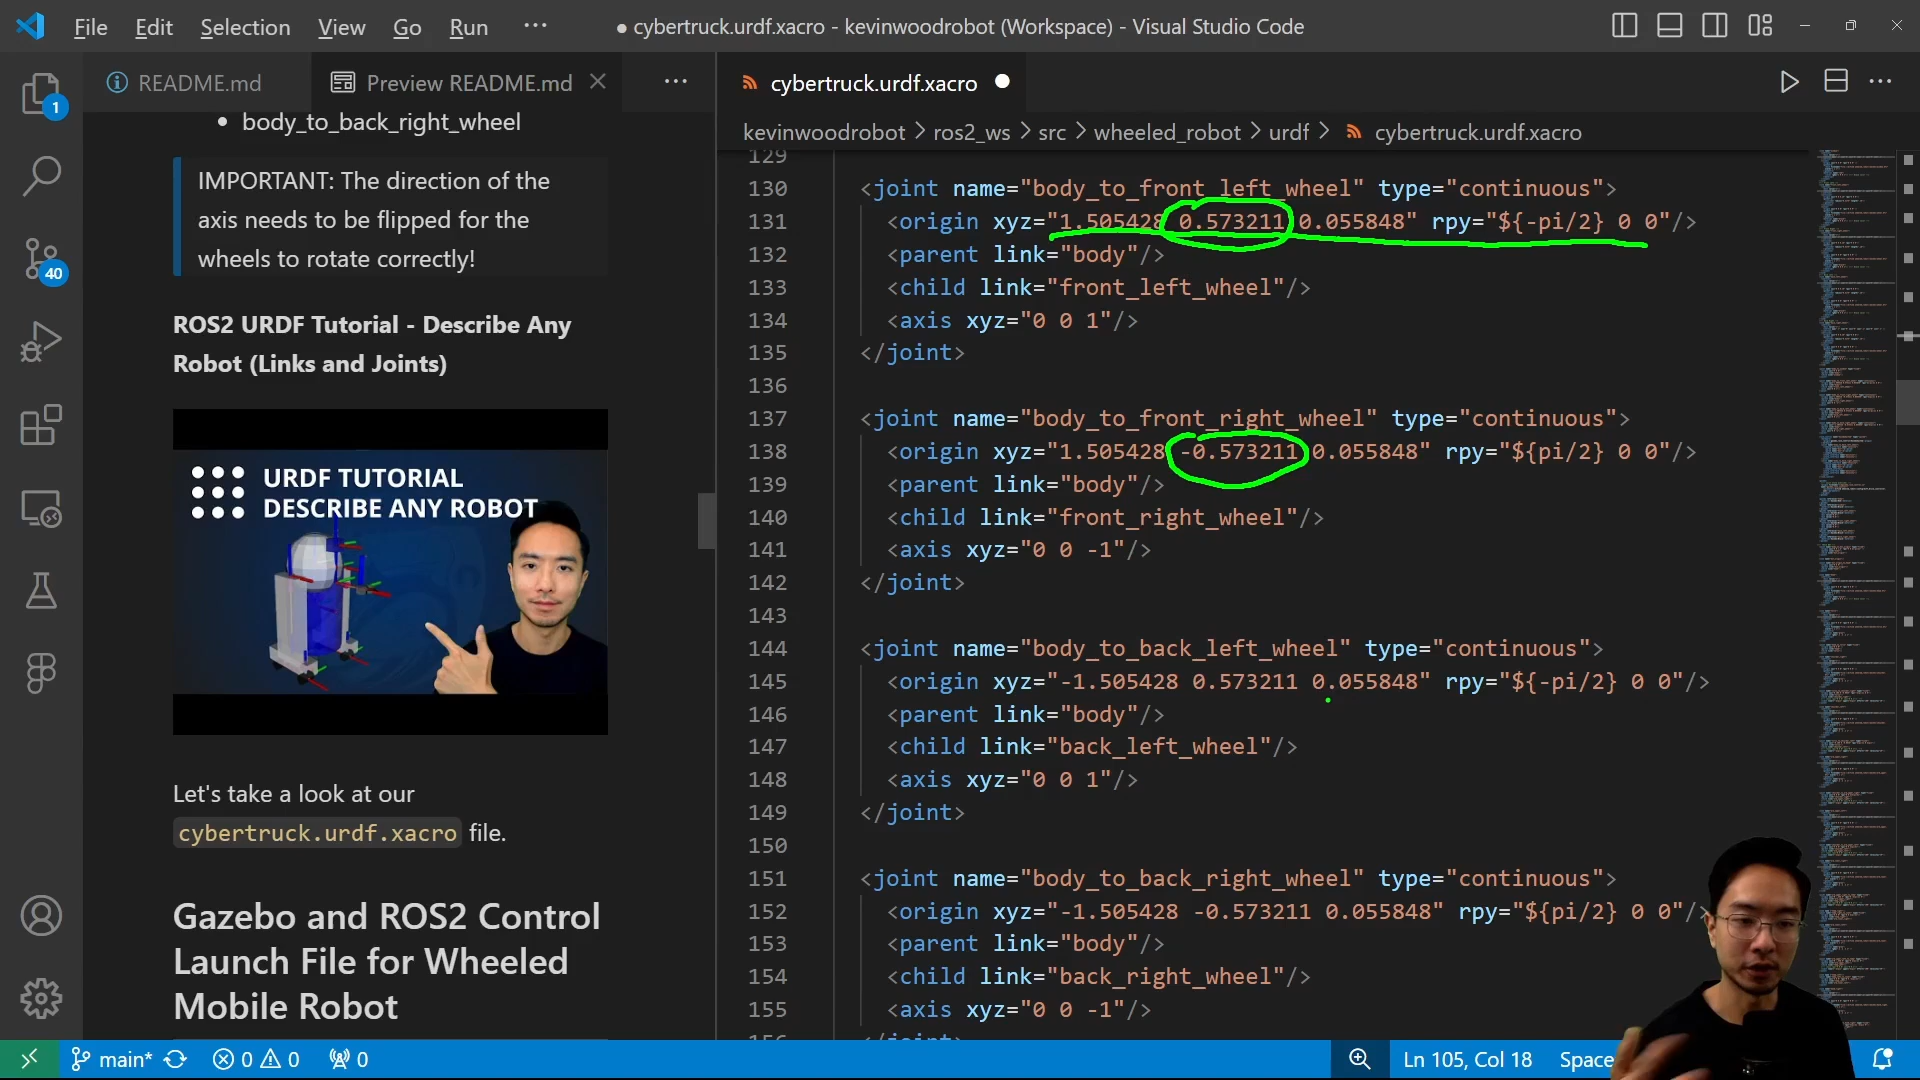 File Edit Selection View Go Run ···
● cybertruck.urdf.xacro - kevinwoodrobot (Workspace) - Visual Studio Code
README.md
Preview README.md
cybertruck.urdf.xacro
kevinwoodrobot > ros2_ws > src > wheeled_robot > urdf > cybertruck.urdf.xacro
1
40
• body_to_back_right_wheel
IMPORTANT: The direction of the
axis needs to be flipped for the
wheels to rotate correctly!
ROS2 URDF Tutorial - Describe Any
Robot (Links and Joints)
URDF TUTORIAL
DESCRIBE ANY ROBOT
Let's take a look at our
cybertruck.urdf.xacro file.
Gazebo and ROS2 Control
Launch File for Wheeled
Mobile Robot
129
130 <joint name="body_to_front_left_wheel" type="continuous">
131 <origin xyz="1.505428 0.573211 0.055848" rpy="${-pi/2} 0 0"/>
132 <parent link="body"/>
133 <child link="front_left_wheel"/>
134 <axis xyz="0 0 1"/>
135 </joint>
136
137 <joint name="body_to_front_right_wheel" type="continuous">
138 <origin xyz="1.505428 -0.573211 0.055848" rpy="${pi/2} 0 0"/>
139 <parent link="body"/>
140 <child link="front_right_wheel"/>
141 <axis xyz="0 0 -1"/>
142 </joint>
143
144 <joint name="body_to_back_left_wheel" type="continuous">
145 <origin xyz="-1.505428 0.573211 0.055848" rpy="${-pi/2} 0 0"/>
146 <parent link="body"/>
147 <child link="back_left_wheel"/>
148 <axis xyz="0 0 1"/>
149 </joint>
150
151 <joint name="body_to_back_right_wheel" type="continuous">
152 <origin xyz="-1.505428 -0.573211 0.055848" rpy="${pi/2} 0 0"/>
153 <parent link="body"/>
154 <child link="back_right_wheel"/>
155 <axis xyz="0 0 -1"/>
main* 0 0 0
Ln 105, Col 18 Space